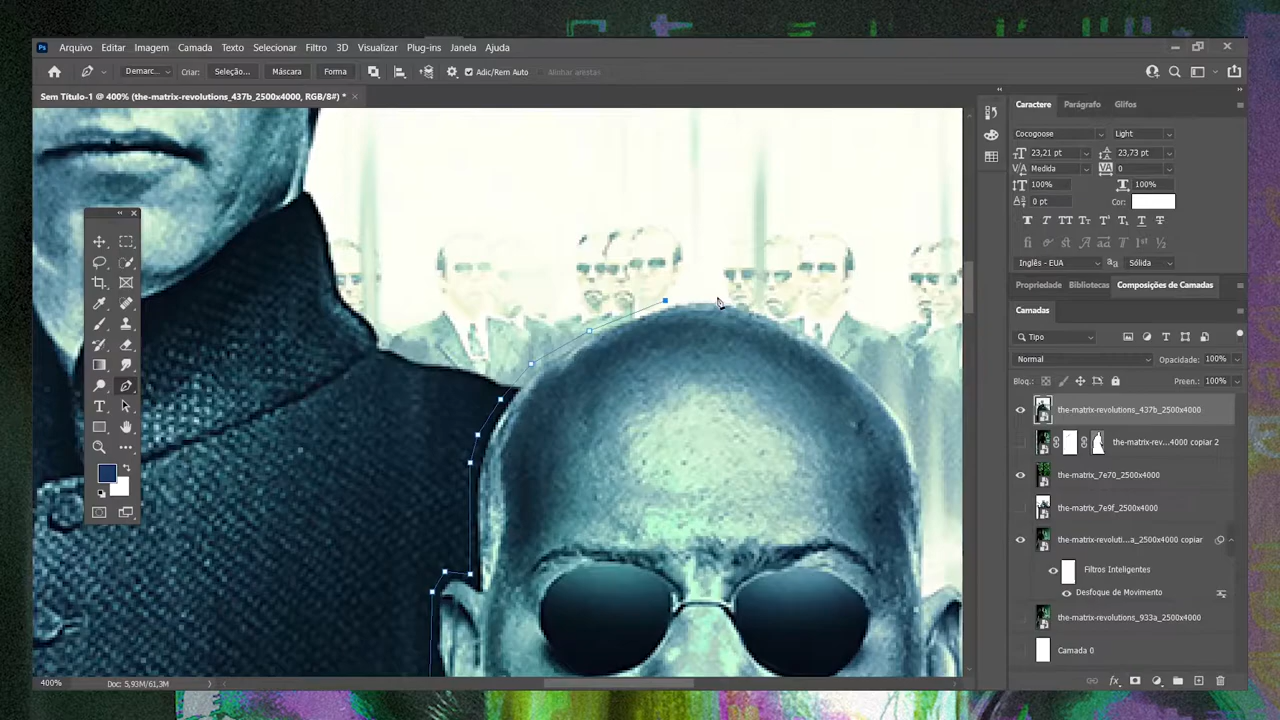 Ps Arquivo Editar Imagem Camada Texto Selecionar Filtro 3D Visualizar Plug-ins Janela Ajuda
Demarc... Criar: Seleção... Máscara Forma Adic/Rem Auto Alinhar arestas
Sem Título-1 @ 400% (the-matrix-revolutions_437b_2500x4000, RGB/8#) *
Caractere Parágrafo Glifos
Cocogoose Light
23,21 pt 23,73 pt
Medida 0
100% 100%
0 pt Cor:
Inglês - EUA Sólida
Propriedade Bibliotecas Composições de Camadas
Camadas
Tipo
Normal Opacidade: 100%
Bloq.: Preen.: 100%
the-matrix-revolutions_437b_2500x4000
the-matrix-rev...4000 copiar 2
the-matrix_7e70_2500x4000
the-matrix_7e9f_2500x4000
the-matrix-revoluti...a_2500x4000 copiar
Filtros Inteligentes
Desfoque de Movimento
the-matrix-revolutions_933a_2500x4000
Camada 0
400% Doc: 5,93M/61,3M